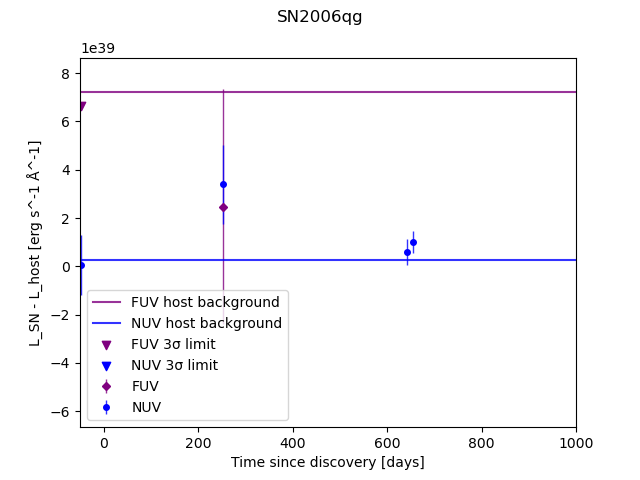 SN2006qg
1e39
L_SN - L_host [erg s^-1 Å^-1]
8
6
4
2
0
−2
−4
−6
FUV host background
NUV host background
FUV 3σ limit
NUV 3σ limit
FUV
NUV
0 200 400 600 800 1000
Time since discovery [days]